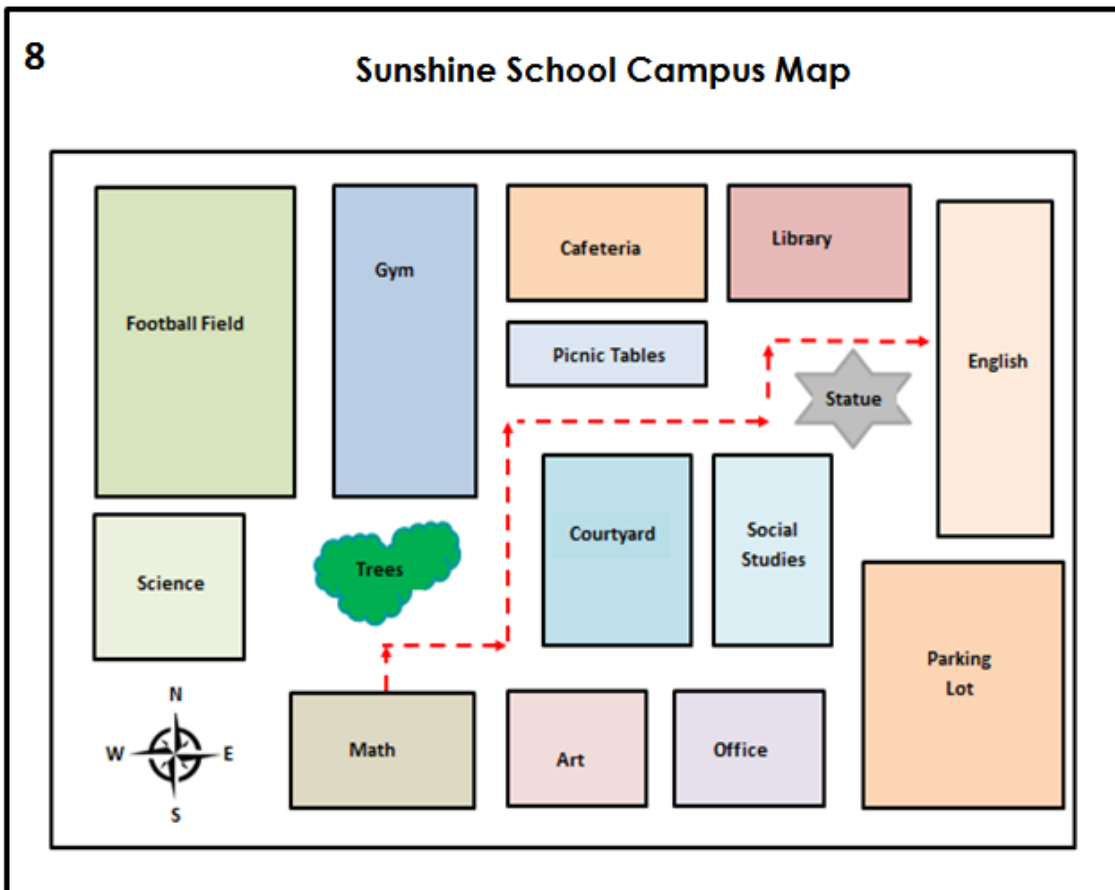 8
Sunshine School Campus Map
Football Field
Gym
Cafeteria
Library
Picnic Tables
English
Statue
Science
Trees
Courtyard
Social
Studies
Parking
Lot
N
W
E
S
Math
Art
Office